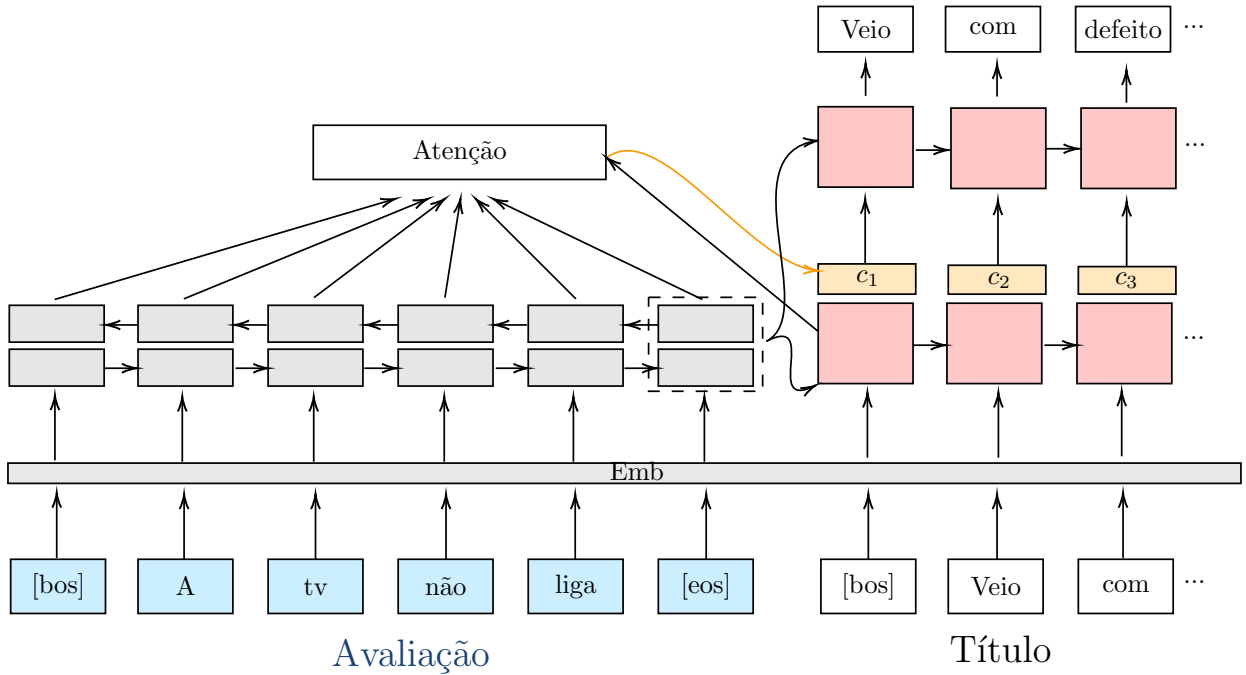 Veio com defeito ...
Atenção
...
c1 c2 c3
...
Emb
[bos] A tv não liga [eos] [bos] Veio com ...
Avaliação Título